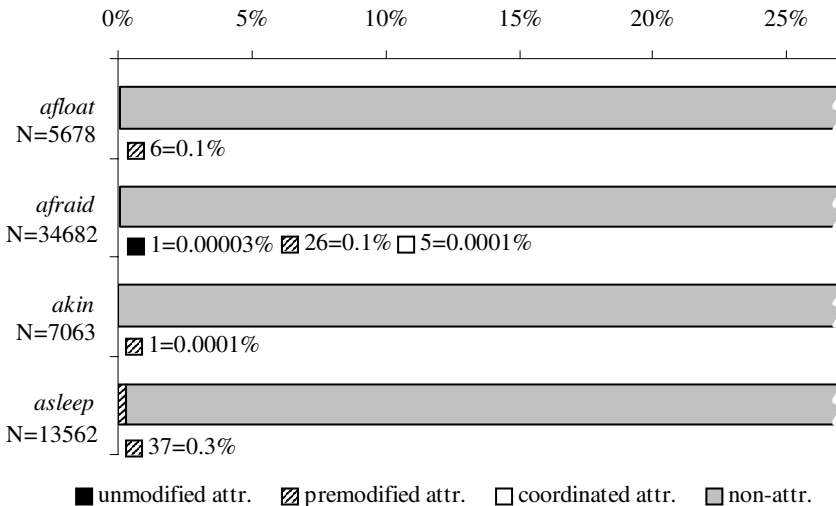 0% 5% 10% 15% 20% 25%
afloat
N=5678
6=0.1%
afraid
N=34682
1=0.00003% 26=0.1% 5=0.0001%
akin
N=7063
1=0.0001%
asleep
N=13562
37=0.3%
unmodified attr. premodified attr. coordinated attr. non-attr.